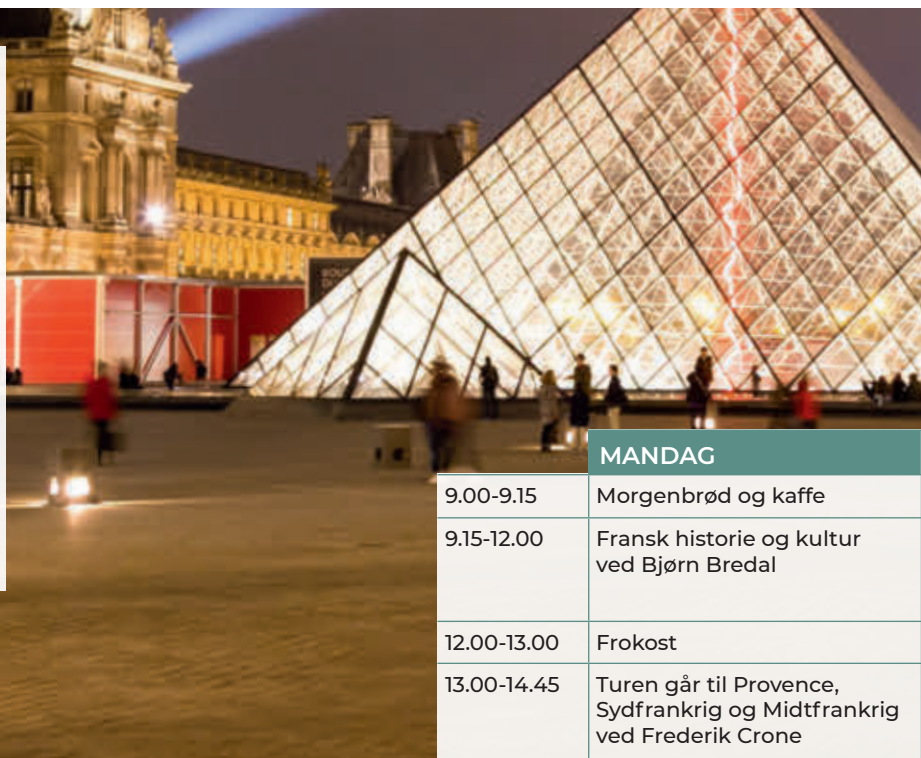 MANDAG
9.00-9.15 Morgenbrød og kaffe
9.15-12.00 Fransk historie og kultur
ved Bjørn Bredal
12.00-13.00 Frokost
13.00-14.45 Turen går til Provence,
Sydfrankrig og Midtfrankrig
ved Frederik Crone